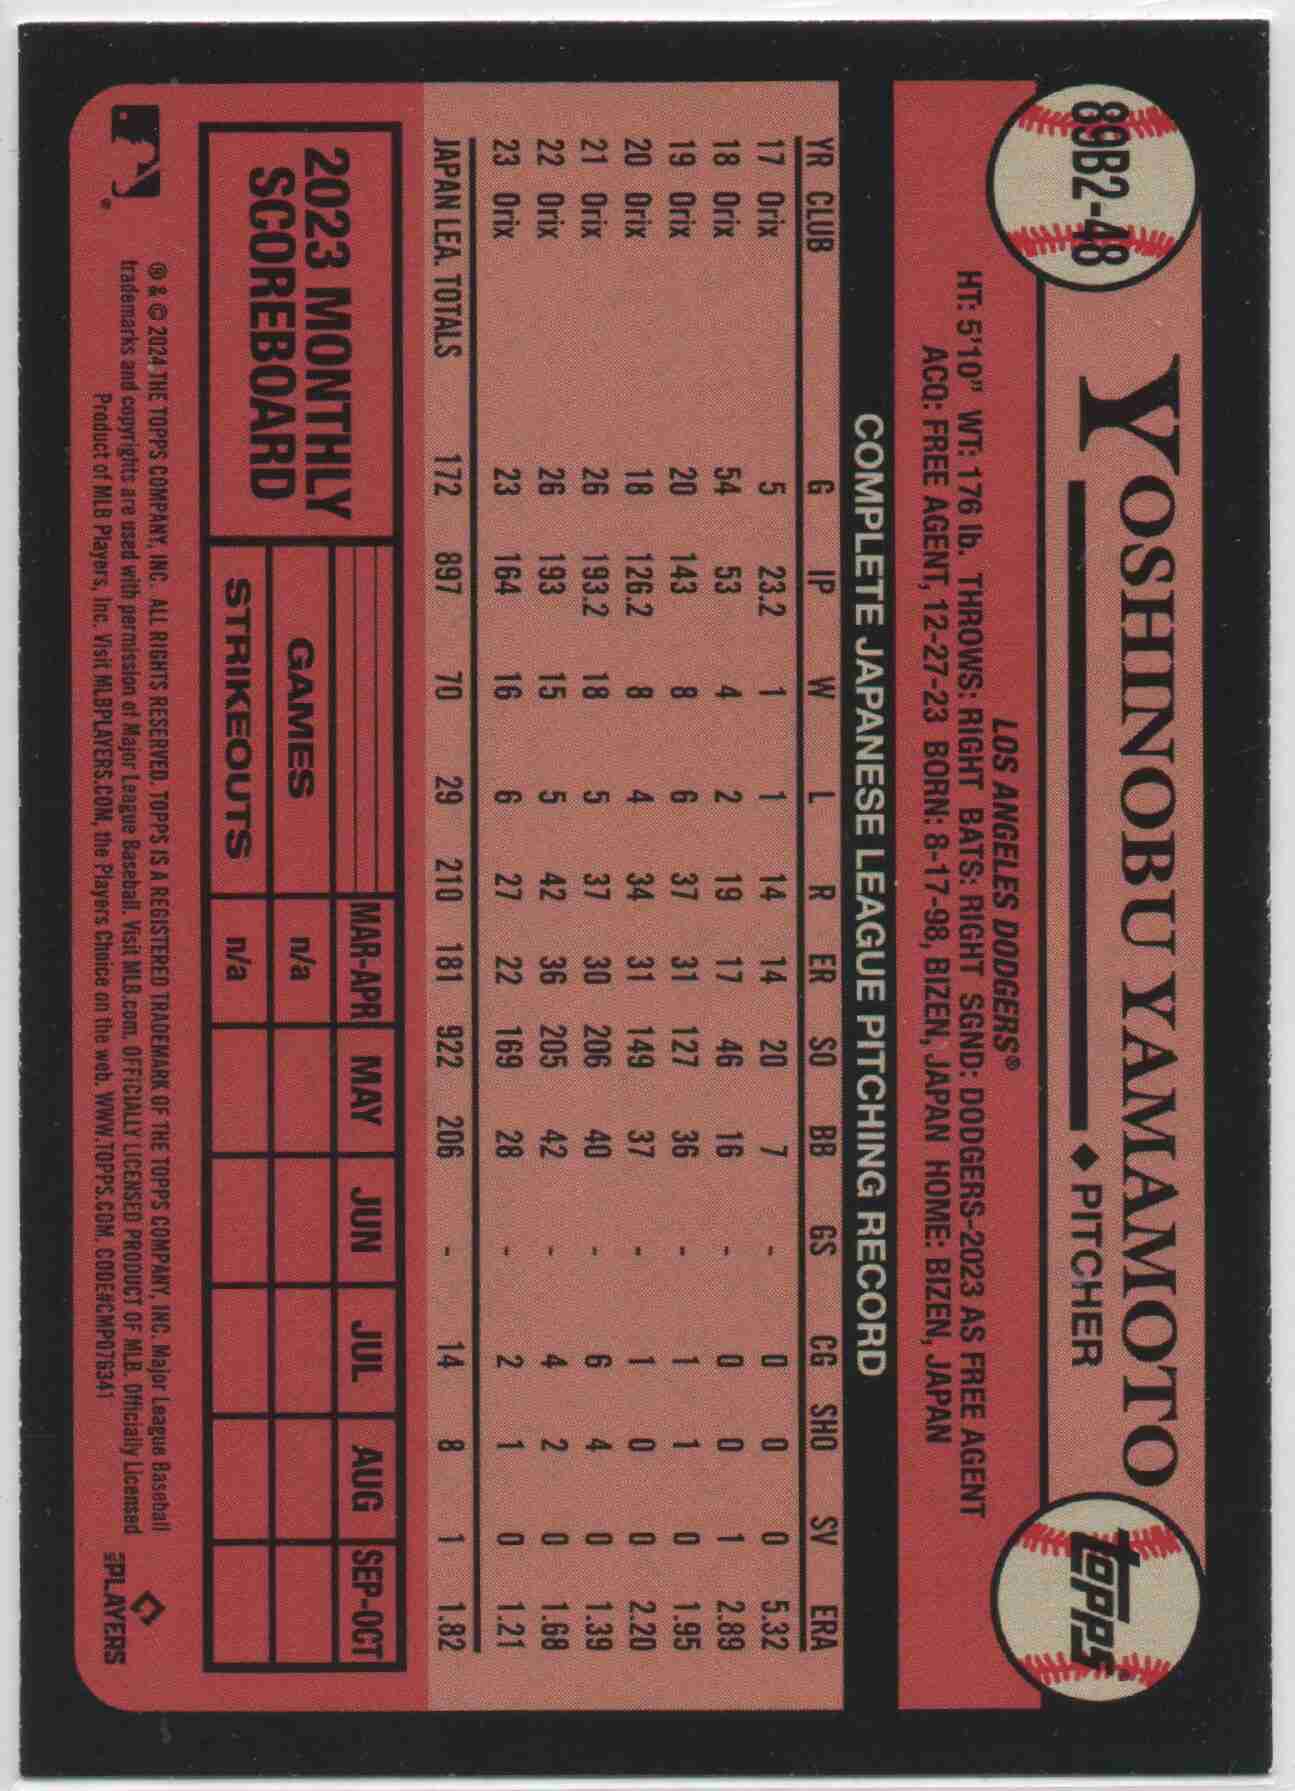 89B2-48
YOSHINOBU YAMAMOTO
PITCHER
topps
LOS ANGELES DODGERS®
HT: 5'10" WT: 176 lb. THROWS: RIGHT BATS: RIGHT SGND: DODGERS-2023 AS FREE AGENT
ACQ: FREE AGENT, 12-27-23 BORN: 8-17-98, BIZEN, JAPAN HOME: BIZEN, JAPAN
COMPLETE JAPANESE LEAGUE PITCHING RECORD
YR CLUB G IP W L R ER SO BB GS CG SHO SV ERA
17 Orix 5 23.2 1 1 14 14 20 7 - 0 0 0 5.32
18 Orix 54 53 4 2 19 17 46 16 - 0 0 1 2.89
19 Orix 20 143 8 6 37 31 127 36 - 1 1 0 1.95
20 Orix 18 126.2 8 4 34 31 149 37 - 1 0 0 2.20
21 Orix 26 193.2 18 5 37 30 206 40 - 6 4 0 1.39
22 Orix 26 193 15 5 42 36 205 42 - 4 2 0 1.68
23 Orix 23 164 16 6 27 22 169 28 - 2 1 0 1.21
JAPAN LEA. TOTALS 172 897 70 29 210 181 922 206 - 14 8 1 1.82
2023 MONTHLY
SCOREBOARD
MAR-APR MAY JUN JUL AUG SEP-OCT
GAMES n/a
STRIKEOUTS n/a
® & © 2024 THE TOPPS COMPANY, INC. ALL RIGHTS RESERVED. TOPPS IS A REGISTERED TRADEMARK OF THE TOPPS COMPANY, INC. Major League Baseball
trademarks and copyrights are used with permission of Major League Baseball. Visit MLB.com. OFFICIALLY LICENSED PRODUCT OF MLB. Officially Licensed
Product of MLB Players, Inc. Visit MLBPLAYERS.COM, the Players Choice on the web. WWW.TOPPS.COM. CODE#CMP076341
MLB PLAYERS